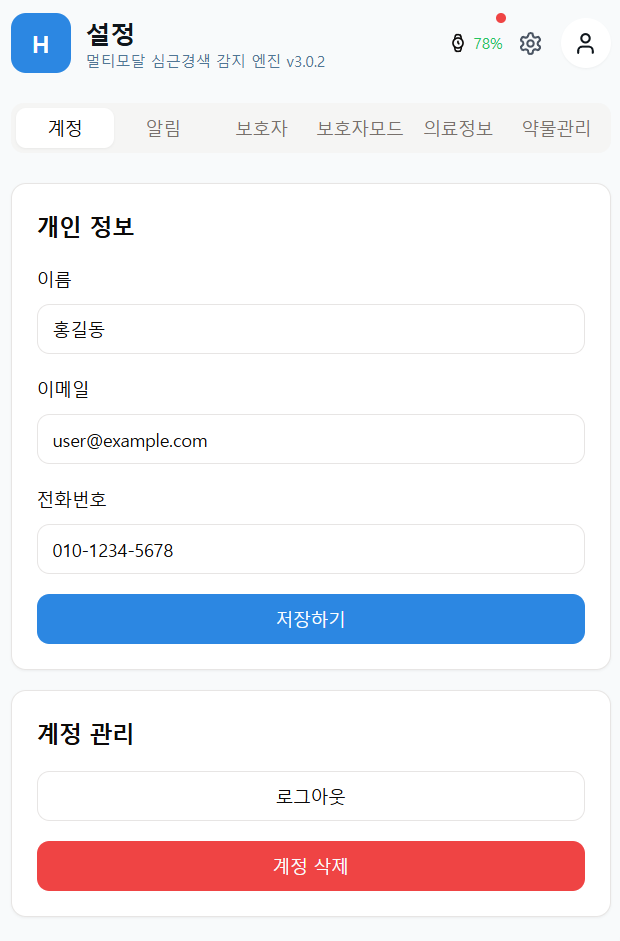 H
설정
멀티모달 심근경색 감지 엔진 v3.0.2
78%
계정 알림 보호자 보호자모드 의료정보 약물관리
개인 정보
이름
홍길동
이메일
user@example.com
전화번호
010-1234-5678
저장하기
계정 관리
로그아웃
계정 삭제